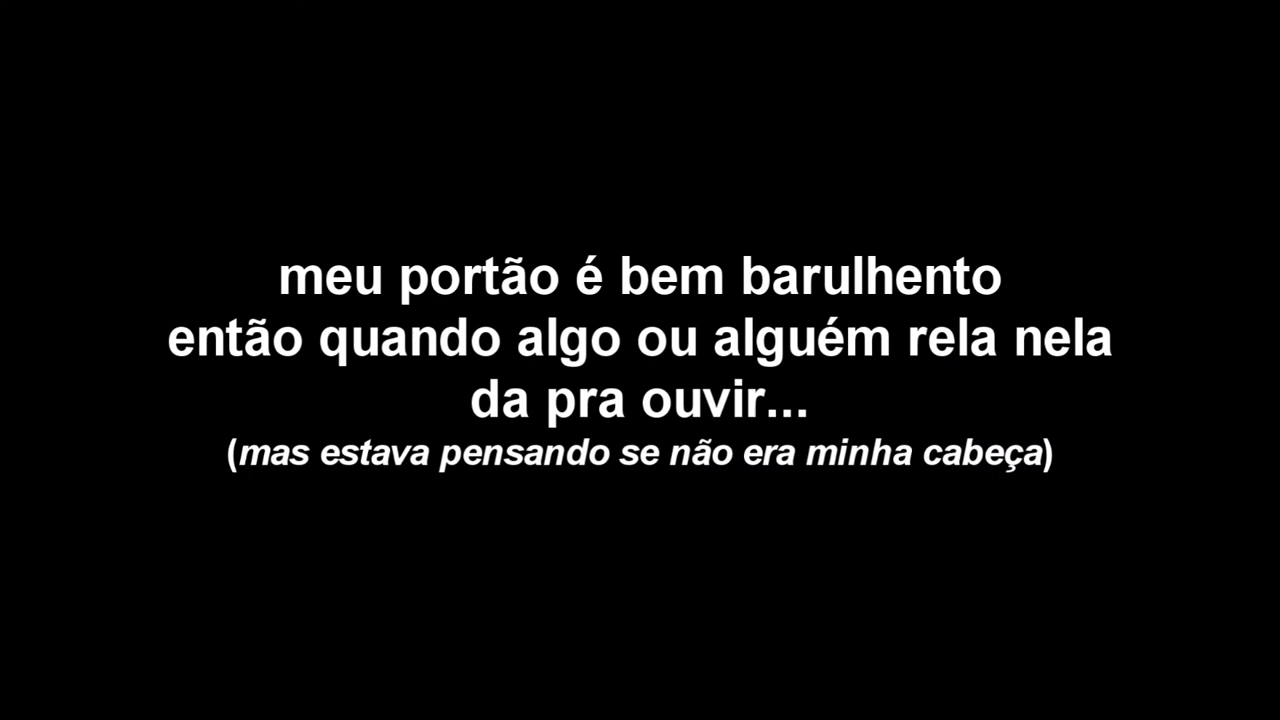 meu portão é bem barulhento
então quando algo ou alguém rela nela
da pra ouvir...
(mas estava pensando se não era minha cabeça)